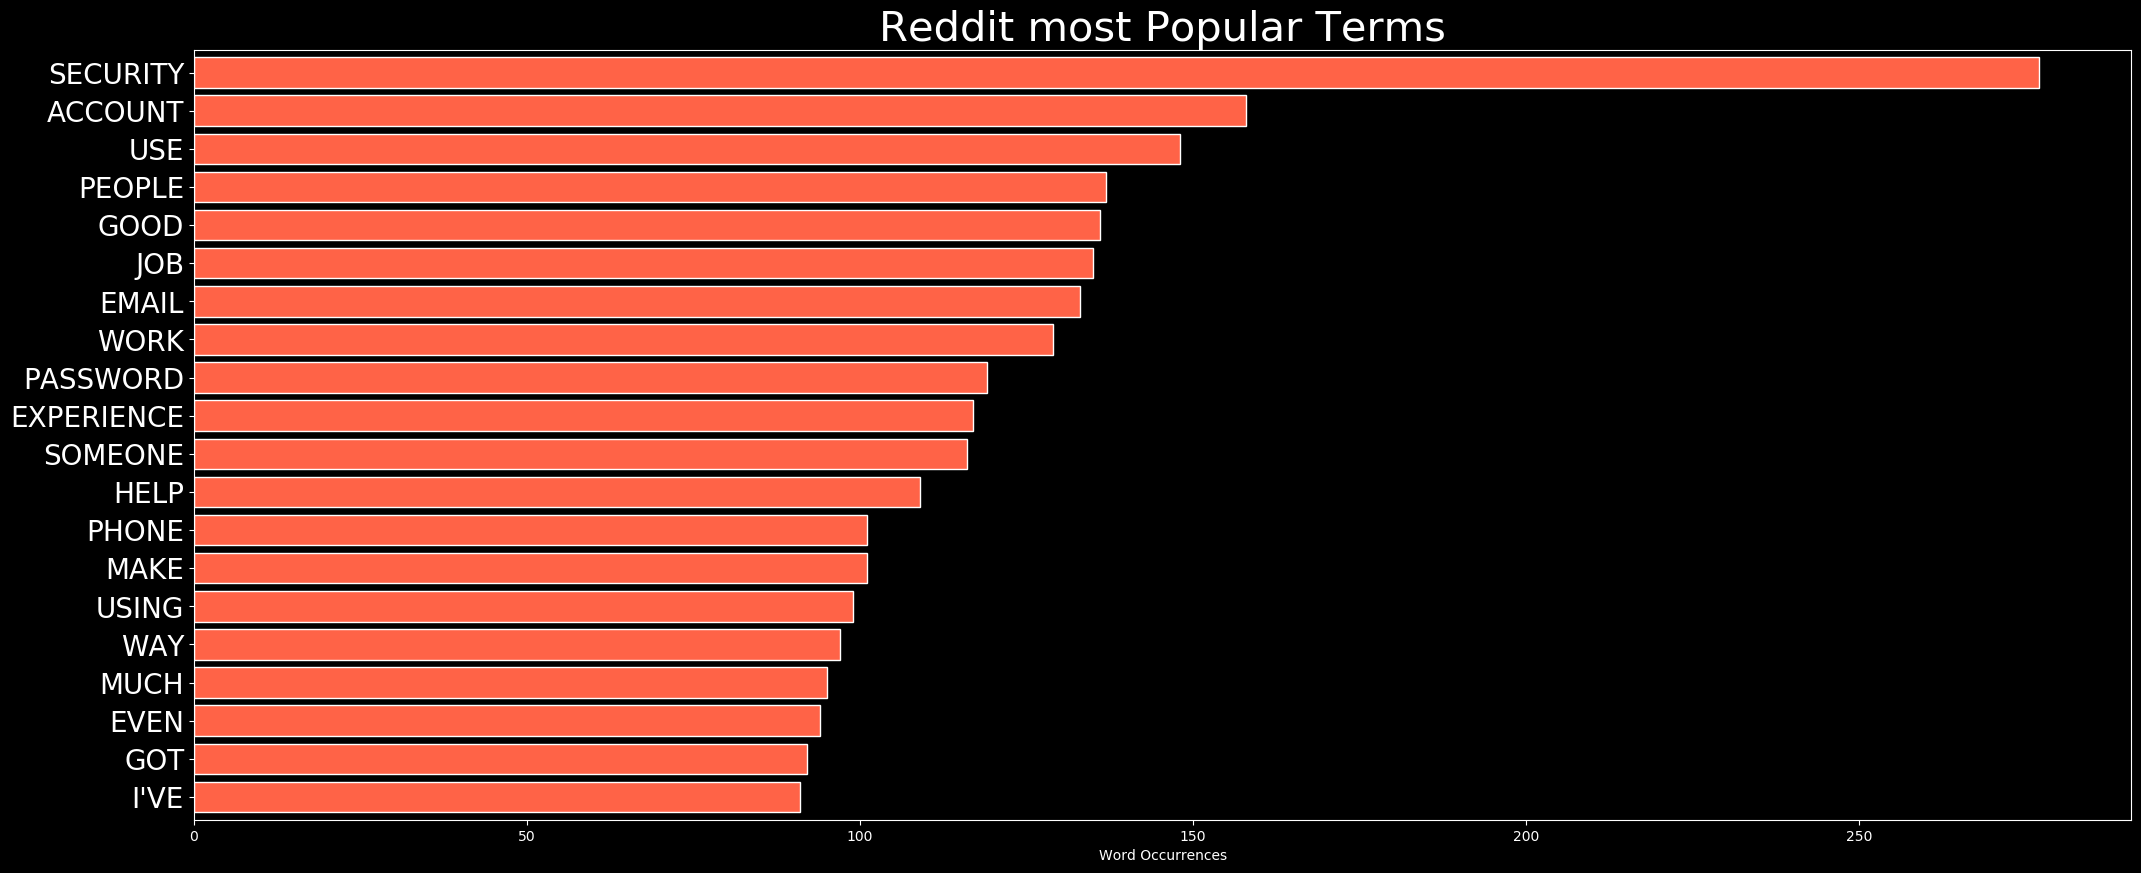 Reddit most Popular Terms
SECURITY
ACCOUNT
USE
PEOPLE
GOOD
JOB
EMAIL
WORK
PASSWORD
EXPERIENCE
SOMEONE
HELP
PHONE
MAKE
USING
WAY
MUCH
EVEN
GOT
I'VE
0 50 100 150 200 250
Word Occurrences